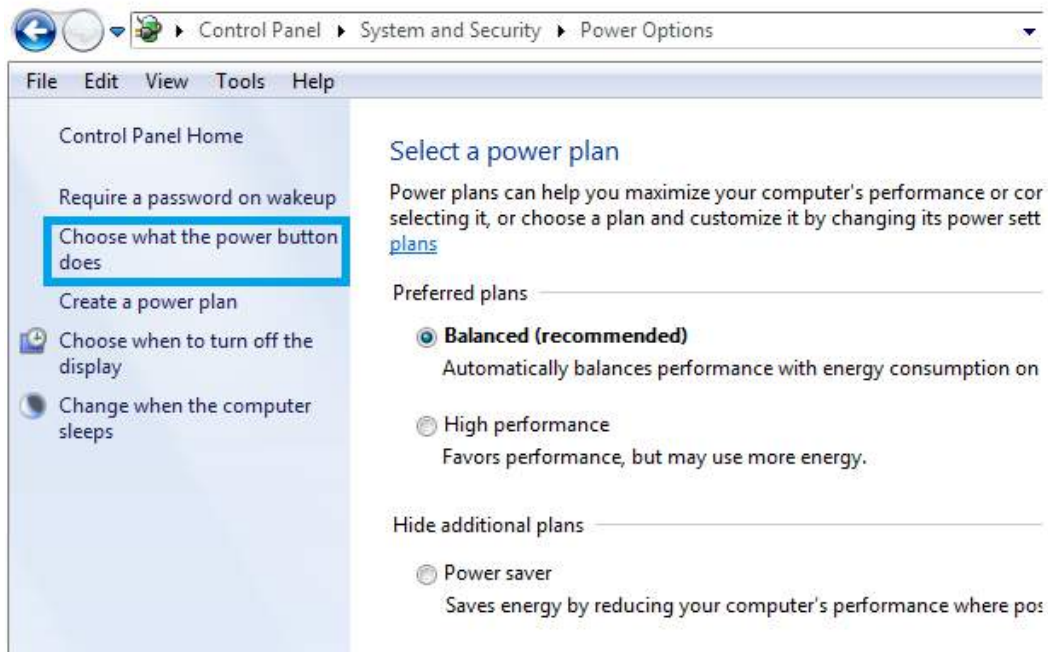 Control Panel System and Security Power Options
File Edit View Tools Help
Control Panel Home
Require a password on wakeup
Choose what the power button
does
Create a power plan
Choose when to turn off the
display
Change when the computer
sleeps
Select a power plan
Power plans can help you maximize your computer's performance or cor
selecting it, or choose a plan and customize it by changing its power sett
plans
Preferred plans
Balanced (recommended)
Automatically balances performance with energy consumption on
High performance
Favors performance, but may use more energy.
Hide additional plans
Power saver
Saves energy by reducing your computer's performance where pos